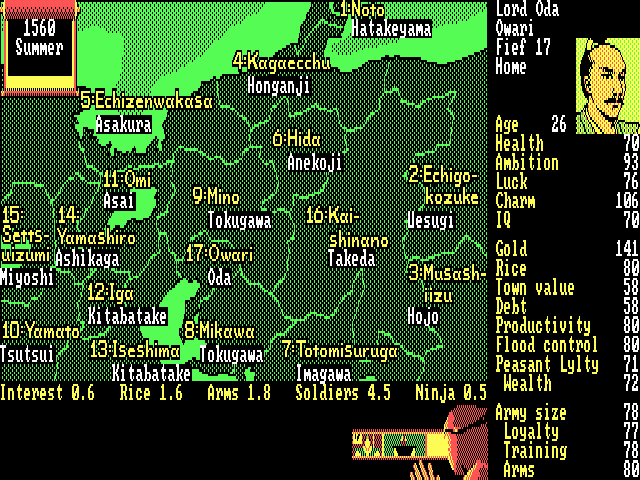 1560
Summer
1:Noto
Hatakeyama
4:Kagaecchu
Honganji
5:Echizenwakasa
Asakura
6:Hida
Anekoji
11:Omi
Asai
9:Mino
Tokugawa
2:Echigo-
kozuke
Uesugi
15:
Setts-
uizumi
Miyoshi
14:
Yamashiro
Ashikaga
16:Kai-
shinano
Takeda
17:Owari
Oda
3:Musash-
iizu
Hojo
12:Iga
Kitabatake
10:Yamato
Tsutsui
8:Mikawa
Tokugawa
13:Iseshima
Kitabatake
7:Totomisuruga
Imagawa
Interest 0.6 Rice 1.6 Arms 1.8 Soldiers 4.5 Ninja 0.5
Lord Oda
Owari
Fief 17
Home
Age 26
Health 70
Ambition 93
Luck 76
Charm 106
IQ 70
Gold 141
Rice 80
Town value 58
Debt 58
Productivity 80
Flood control 80
Peasant Lylty 71
Wealth 72
Army size 78
Loyalty 77
Training 78
Arms 80